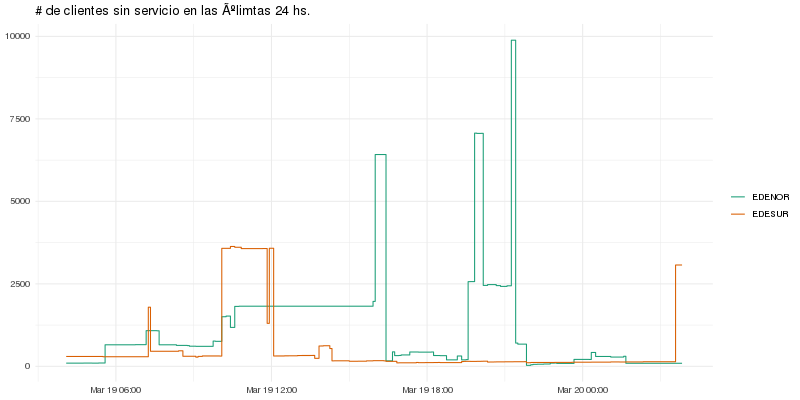 # de clientes sin servicio en las Ãºlimtas 24 hs.
10000
7500
5000
2500
0
Mar 19 06:00
Mar 19 12:00
Mar 19 18:00
Mar 20 00:00
EDENOR
EDESUR